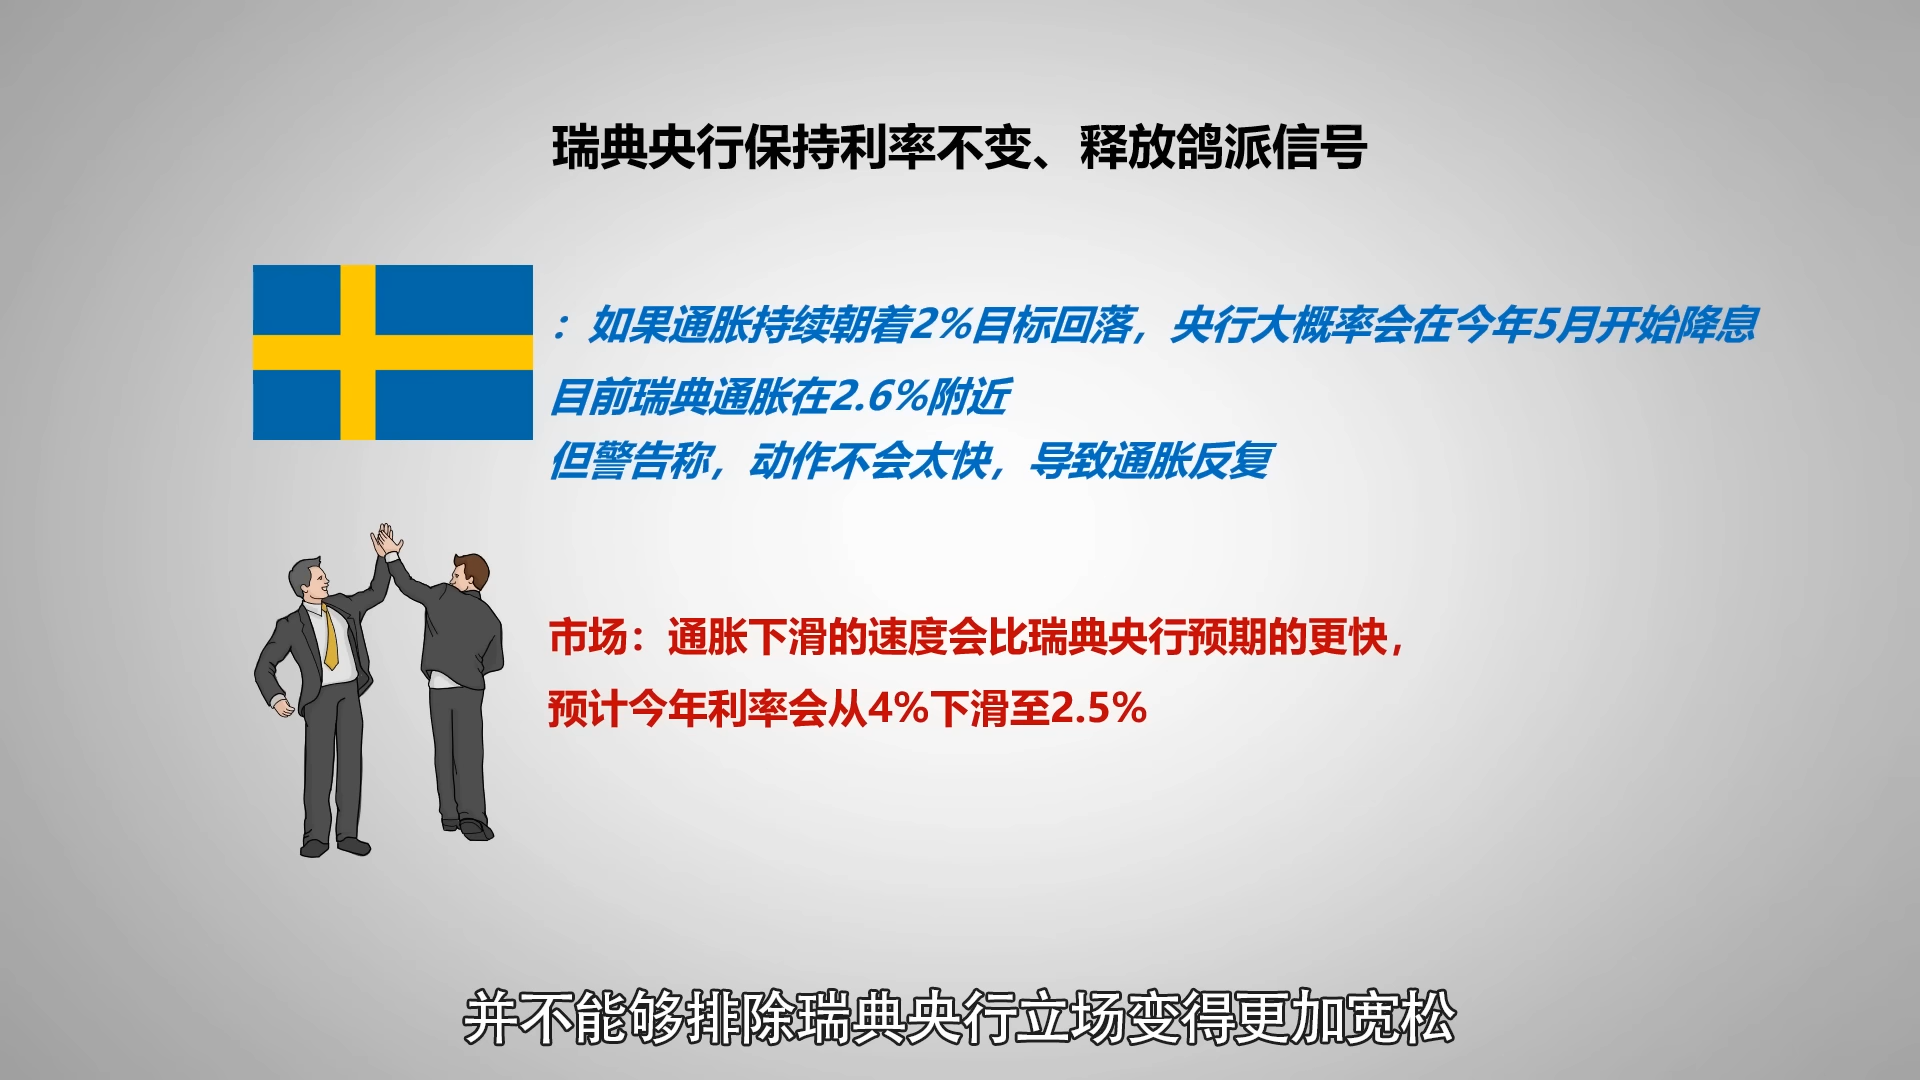 瑞典央行保持利率不变、释放鸽派信号
：如果通胀持续朝着2%目标回落，央行大概率会在今年5月开始降息
目前瑞典通胀在2.6%附近
但警告称，动作不会太快，导致通胀反复
市场：通胀下滑的速度会比瑞典央行预期的更快，
预计今年利率会从4%下滑至2.5%
并不能够排除瑞典央行立场变得更加宽松